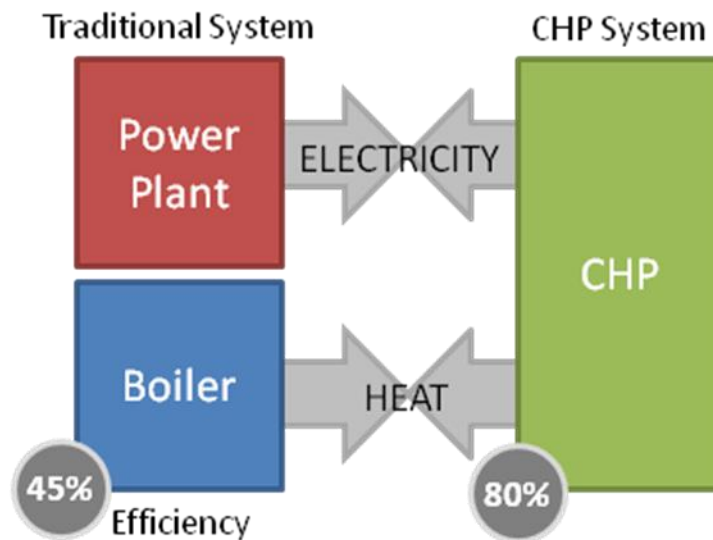 Traditional System
CHP System
Power
Plant
ELECTRICITY
CHP
Boiler
HEAT
45%
80%
Efficiency